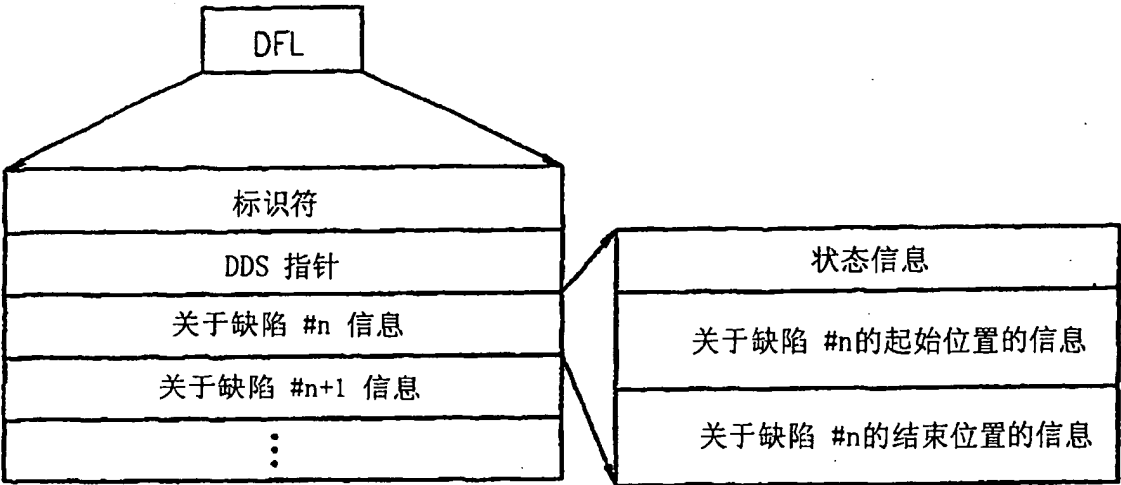 DFL
标识符
DDS 指针
关于缺陷 #n 信息
关于缺陷 #n+1 信息
状态信息
关于缺陷 #n的起始位置的信息
关于缺陷 #n的结束位置的信息